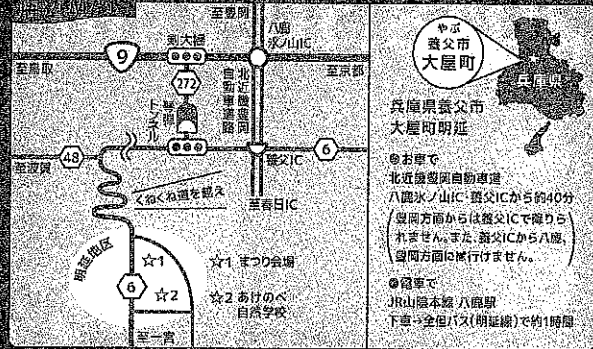 至豊岡
八鹿
氷ノ山IC
9
至鳥取
至京都
272
北近畿豊岡
自動車道路
トンネル
48
至波賀
養父IC
6
くねくね道を越え
至春日IC
明延地区
☆1
☆2
6
☆1 まつり会場
☆2 あけのべ
自然学校
至一宮
やぶ
養父市
大屋町
兵庫県
兵庫県養父市
大屋町明延
◎お車で
北近畿豊岡自動車道
八鹿氷ノ山IC・養父ICから約40分
(豊岡方面からは養父ICで降りら
れません。また、養父ICから八鹿、
豊岡方面に行けません。)
◎電車で
JR山陰本線 八鹿駅
下車→全但バス(明延線)で約1時間